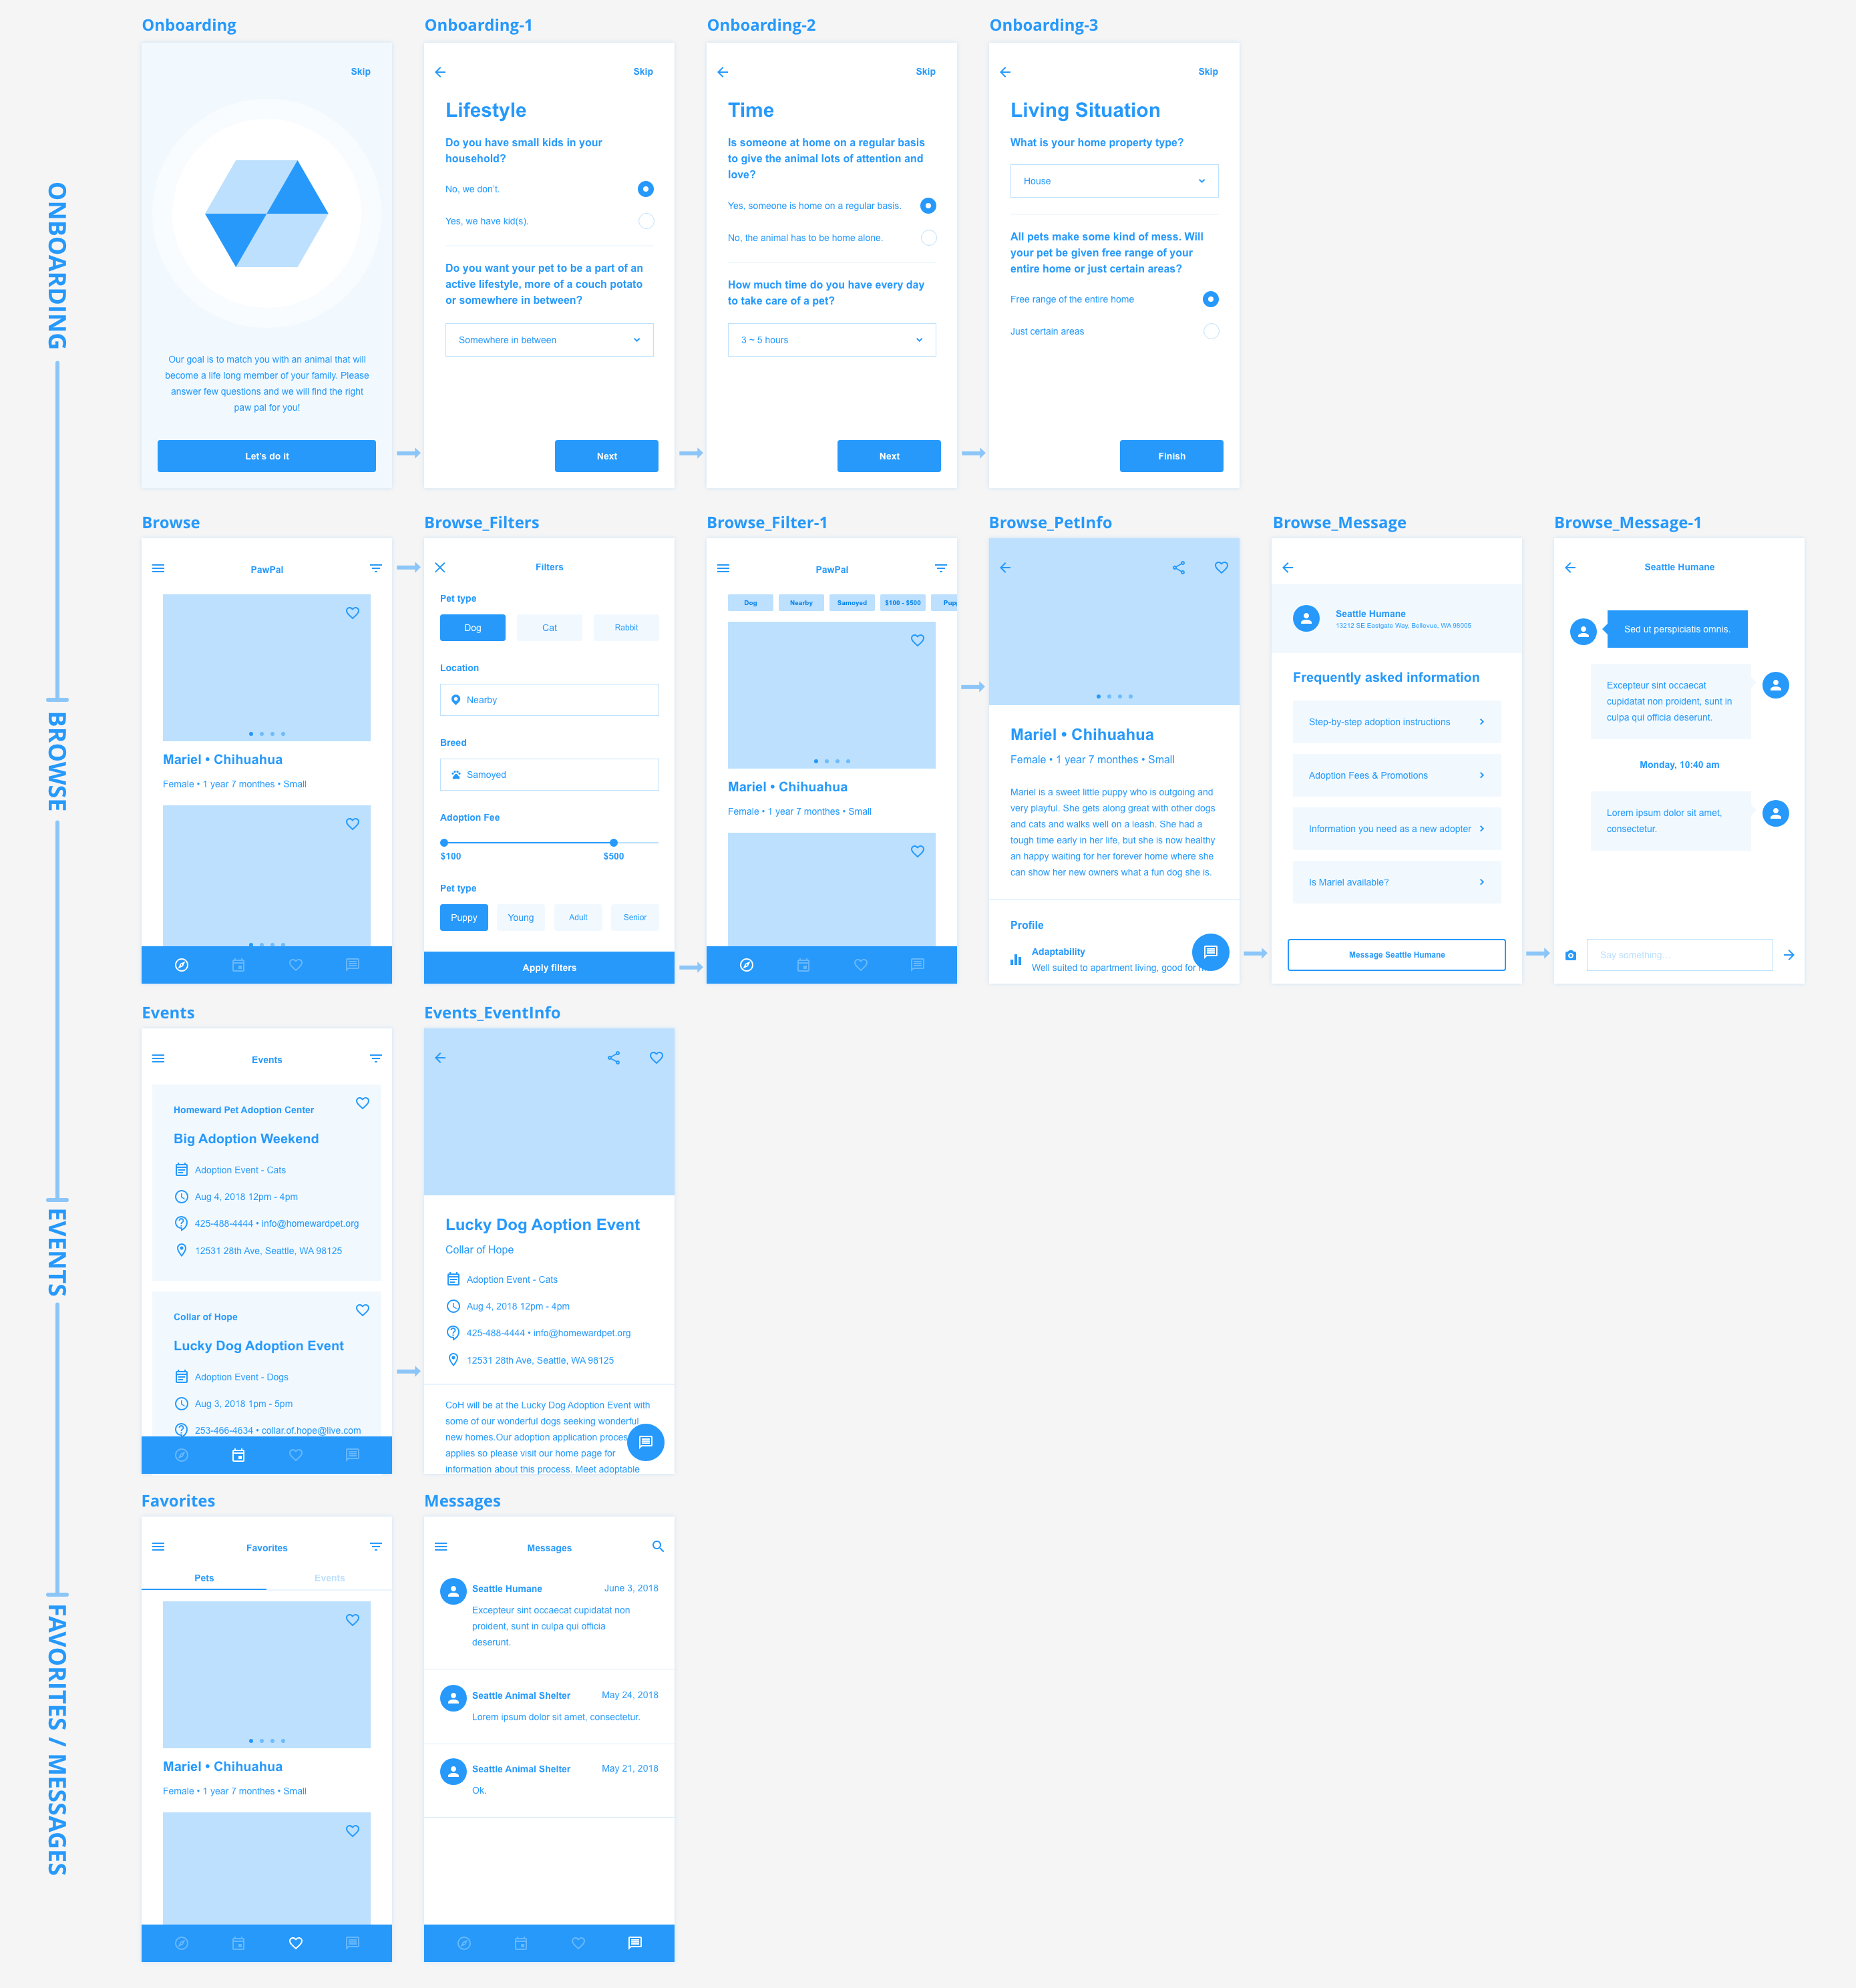 ONBOARDING
Onboarding
Skip
Our goal is to match you with an animal that will
become a life long member of your family. Please
answer few questions and we will find the right
paw pal for you!
Let's do it
Onboarding-1
Skip
Lifestyle
Do you have small kids in your
household?
No, we don't.
Yes, we have kid(s).
Do you want your pet to be a part of an
active lifestyle, more of a couch potato
or somewhere in between?
Somewhere in between
Next
Onboarding-2
Skip
Time
Is someone at home on a regular basis
to give the animal lots of attention and
love?
Yes, someone is home on a regular basis.
No, the animal has to be home alone.
How much time do you have every day
to take care of a pet?
3 ~ 5 hours
Next
Onboarding-3
Skip
Living Situation
What is your home property type?
House
All pets make some kind of mess. Will
your pet be given free range of your
entire home or just certain areas?
Free range of the entire home
Just certain areas
Finish
BROWSE
Browse
PawPal
Mariel • Chihuahua
Female • 1 year 7 monthes • Small
Browse_Filters
Filters
Pet type
Dog Cat Rabbit
Location
Nearby
Breed
Samoyed
Adoption Fee
$100 $500
Pet type
Puppy Young Adult Senior
Apply filters
Browse_Filter-1
PawPal
Dog Nearby Samoyed $100 - $500 Pupp
Mariel • Chihuahua
Female • 1 year 7 monthes • Small
Browse_PetInfo
Mariel • Chihuahua
Female • 1 year 7 monthes • Small
Mariel is a sweet little puppy who is outgoing and
very playful. She gets along great with other dogs
and cats and walks well on a leash. She had a
tough time early in her life, but she is now healthy
an happy waiting for her forever home where she
can show her new owners what a fun dog she is.
Profile
Adaptability
Well suited to apartment living, good for
Browse_Message
Seattle Humane
13212 SE Eastgate Way, Bellevue, WA 98005
Frequently asked information
Step-by-step adoption instructions
Adoption Fees & Promotions
Information you need as a new adopter
Is Mariel available?
Message Seattle Humane
Browse_Message-1
Seattle Humane
Sed ut perspiciatis omnis.
Excepteur sint occaecat
cupidatat non proident, sunt in
culpa qui officia deserunt.
Monday, 10:40 am
Lorem ipsum dolor sit amet,
consectetur.
Say something...
EVENTS
Events
Events
Homeward Pet Adoption Center
Big Adoption Weekend
Adoption Event - Cats
Aug 4, 2018 12pm - 4pm
425-488-4444 • info@homewardpet.org
12531 28th Ave, Seattle, WA 98125
Collar of Hope
Lucky Dog Adoption Event
Adoption Event - Dogs
Aug 3, 2018 1pm - 5pm
253-466-4634 • collar.of.hope@live.com
Events_EventInfo
Lucky Dog Aoption Event
Collar of Hope
Adoption Event - Cats
Aug 4, 2018 12pm - 4pm
425-488-4444 • info@homewardpet.org
12531 28th Ave, Seattle, WA 98125
CoH will be at the Lucky Dog Adoption Event with
some of our wonderful dogs seeking wonderful
new homes.Our adoption application proces
applies so please visit our home page for
information about this process. Meet adoptable
FAVORITES / MESSAGES
Favorites
Favorites
Pets Events
Mariel • Chihuahua
Female • 1 year 7 monthes • Small
Messages
Messages
Seattle Humane June 3, 2018
Excepteur sint occaecat cupidatat non
proident, sunt in culpa qui officia
deserunt.
Seattle Animal Shelter May 24, 2018
Lorem ipsum dolor sit amet, consectetur.
Seattle Animal Shelter May 21, 2018
Ok.